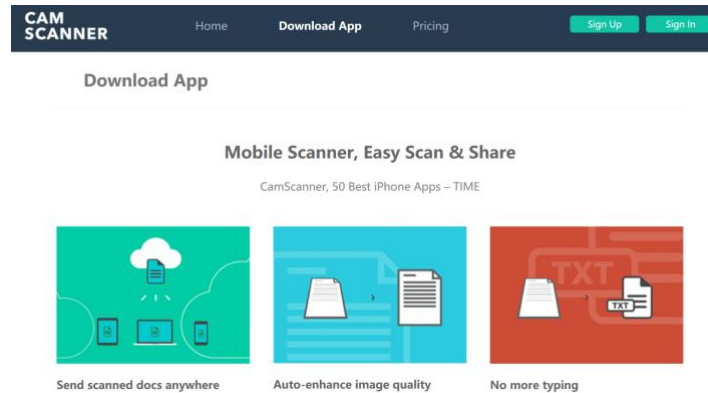 CAM
SCANNER
Home
Download App
Pricing
Sign Up
Sign In
Download App
Mobile Scanner, Easy Scan & Share
CamScanner, 50 Best iPhone Apps – TIME
TXT
TXT
Send scanned docs anywhere
Auto-enhance image quality
No more typing